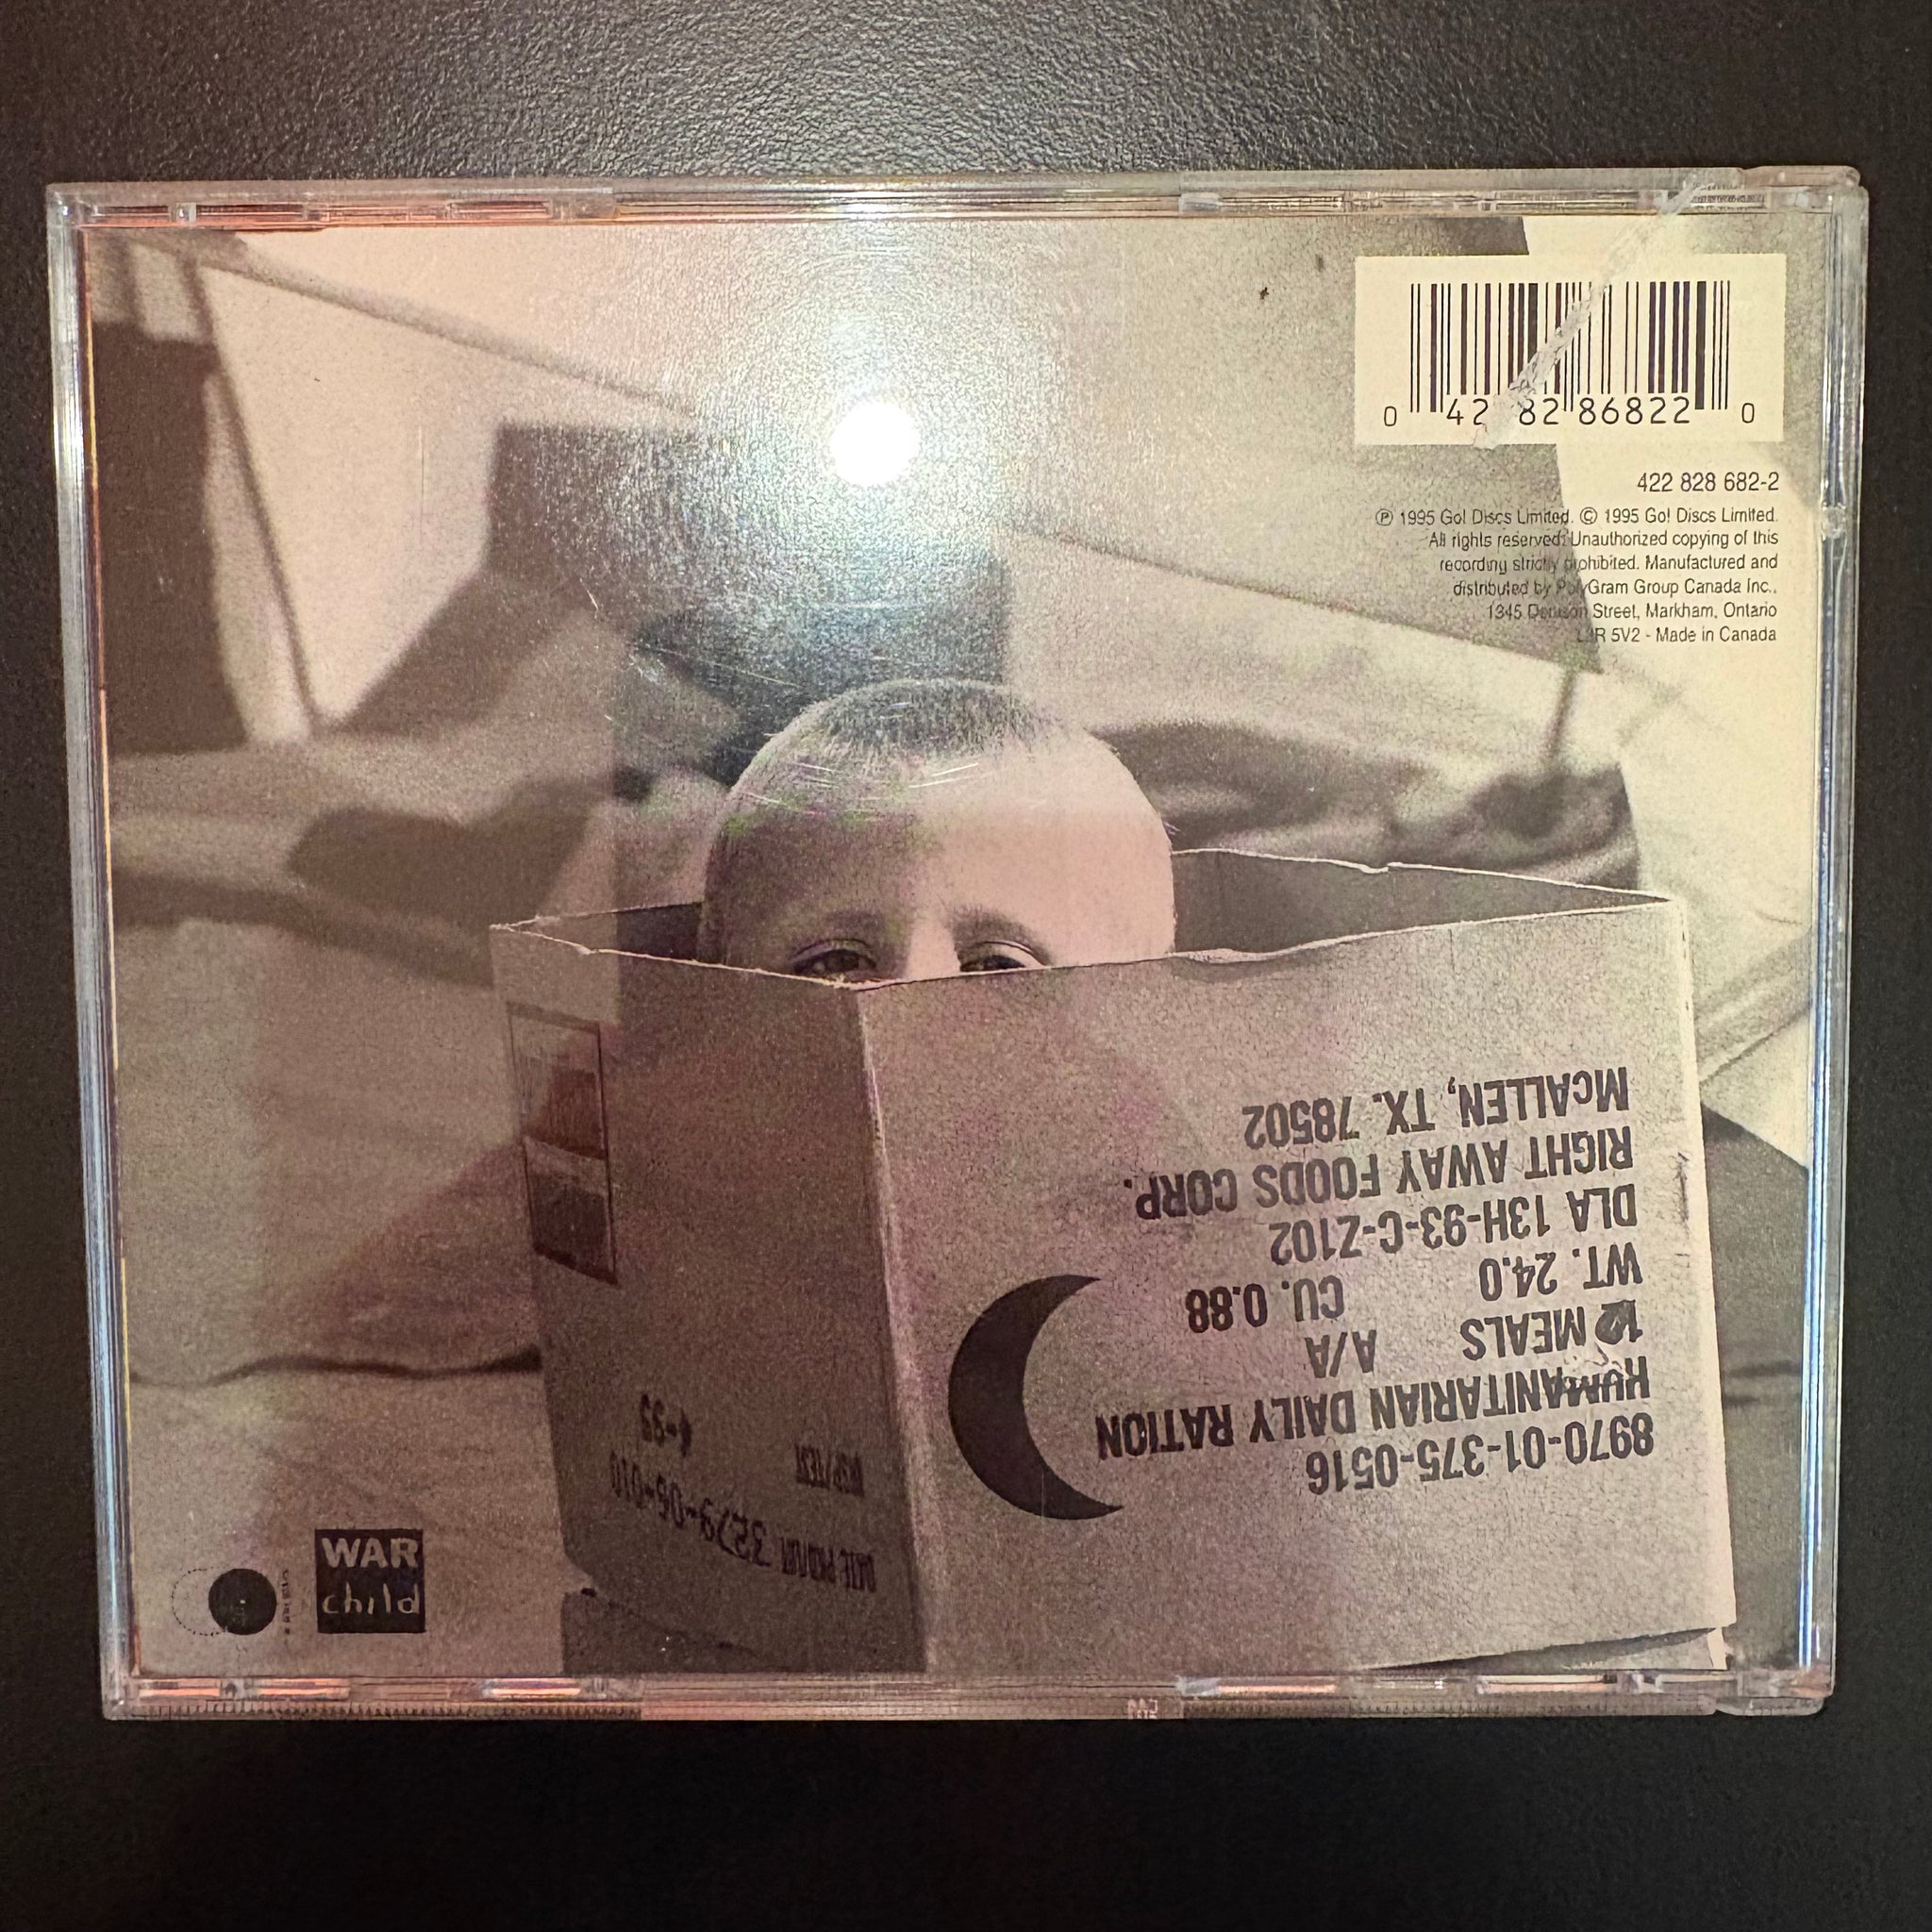 0 42 82 86822 0
422 828 682-2
℗ 1995 Go! Discs Limited. © 1995 Go! Discs Limited.
All rights reserved. Unauthorized copying of this
recording strictly prohibited. Manufactured and
distributed by PolyGram Group Canada Inc.,
1345 Denison Street, Markham, Ontario
L3R 5V2 - Made in Canada
8970-01-375-0516
HUMANITARIAN DAILY RATION
MEALS A/A
WT. 24.0 CU. 0.88
DLA 13H-93-C-Z102
RIGHT AWAY FOODS CORP.
McALLEN, TX. 78502
INSP/TEST
WAR
child